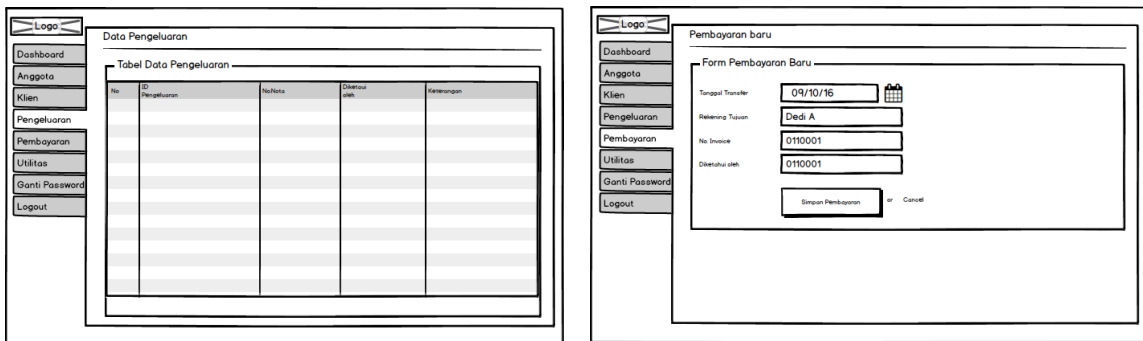 Logo
Data Pengeluaran
Dashboard
Anggota
Klien
Pengeluaran
Pembayaran
Utilitas
Ganti Password
Logout
Tabel Data Pengeluaran
No
ID
Pengeluaran
NoNota
Diketaui
oleh
Keterangan
Logo
Pembayaran baru
Dashboard
Anggota
Klien
Pengeluaran
Pembayaran
Utilitas
Ganti Password
Logout
Form Pembayaran Baru
Tanggal Transfer 09/10/16
Rekening Tujuan Dedi A
No. Invoice 0110001
Diketahui oleh 0110001
Simpan Pembayaran or Cancel